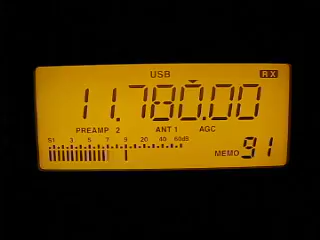 USB RX
11.780.00
PREAMP 2 ANT 1 AGC
S1 3 5 7 9 20 40 60dB
MEMO 91